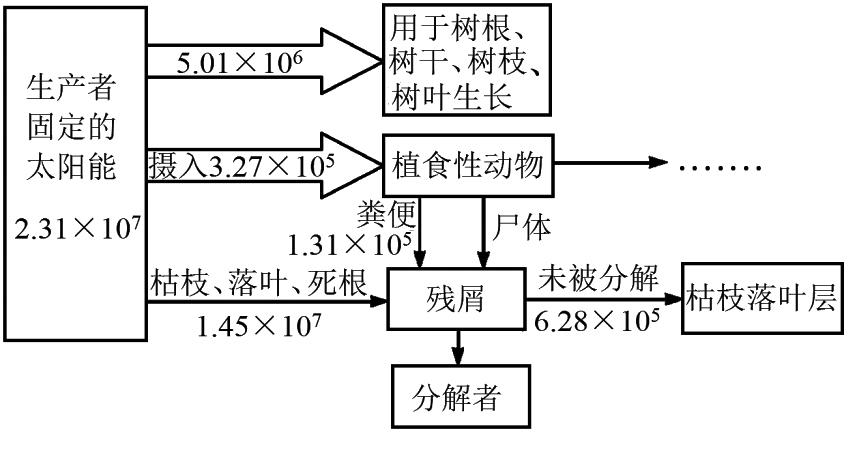 生产者
固定的
太阳能
2.31×10⁷
5.01×10⁶
用于树根、
树干、树枝、
树叶生长
摄入3.27×10⁵
植食性动物
…….
粪便
1.31×10⁵
尸体
枯枝、落叶、死根
1.45×10⁷
残屑
未被分解
6.28×10⁵
枯枝落叶层
分解者